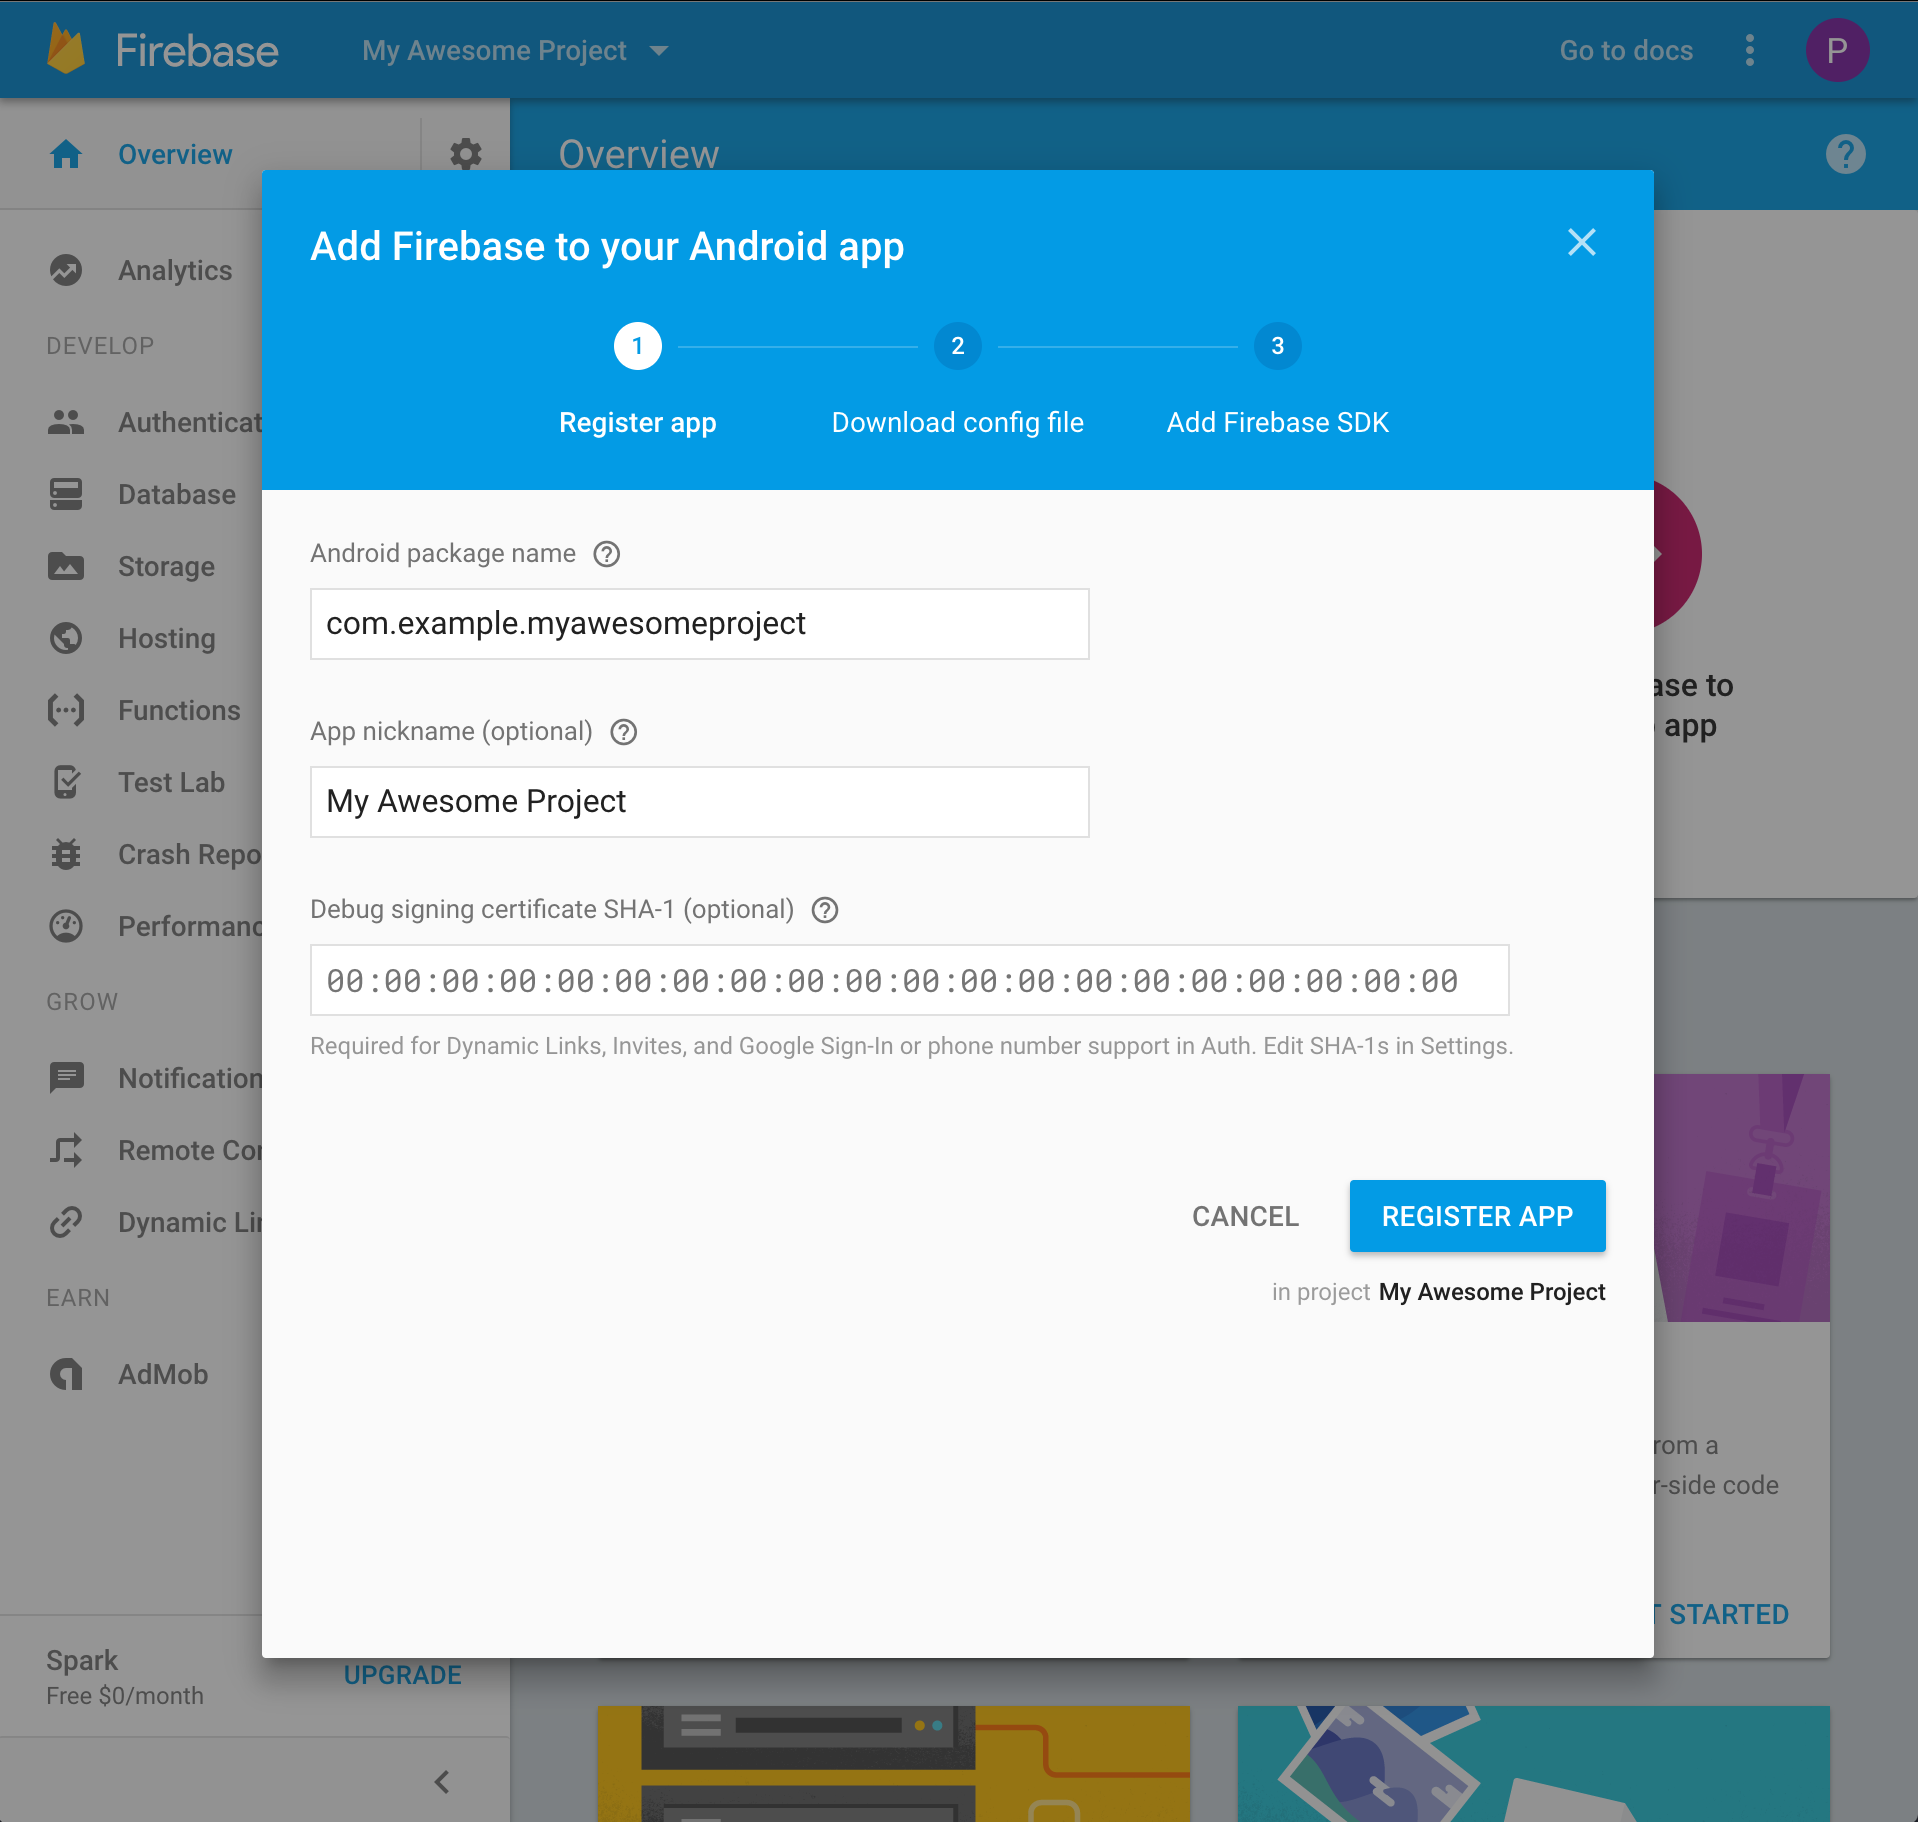 Firebase
My Awesome Project
Go to docs
P
Overview
Overview
?
Analytics
DEVELOP
Authenticat
Database
Storage
Hosting
Functions
Test Lab
Crash Repo
Performanc
GROW
Notification
Remote Con
Dynamic Lin
EARN
AdMob
Spark
Free $0/month
UPGRADE
Add Firebase to your Android app
1
2
3
Register app
Download config file
Add Firebase SDK
Android package name ?
com.example.myawesomeproject
App nickname (optional) ?
My Awesome Project
Debug signing certificate SHA-1 (optional) ?
00:00:00:00:00:00:00:00:00:00:00:00:00:00:00:00:00:00:00:00
Required for Dynamic Links, Invites, and Google Sign-In or phone number support in Auth. Edit SHA-1s in Settings.
CANCEL
REGISTER APP
in project My Awesome Project
ase to
app
rom a
r-side code
T STARTED